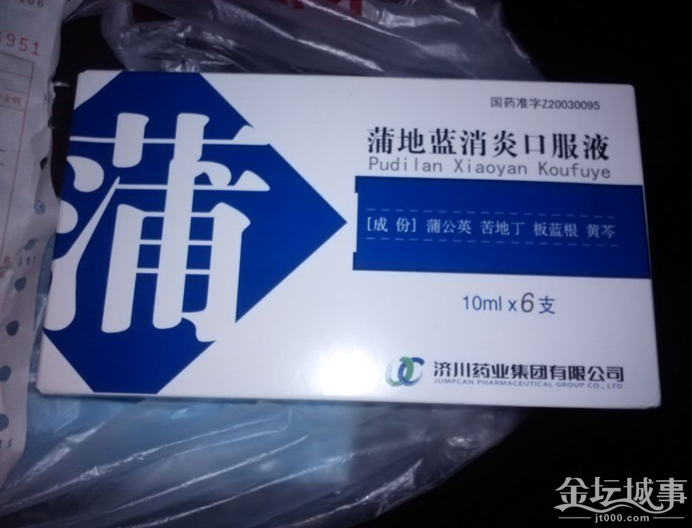 5951
国药准字Z20030095
蒲
蒲地蓝消炎口服液
Pudilan Xiaoyan Koufuye
[成 份] 蒲公英 苦地丁 板蓝根 黄芩
10ml x 6支
济川药业集团有限公司
JUMPCAN PHARMACEUTICAL GROUP CO., LTD.
金坛城事
jt000.com